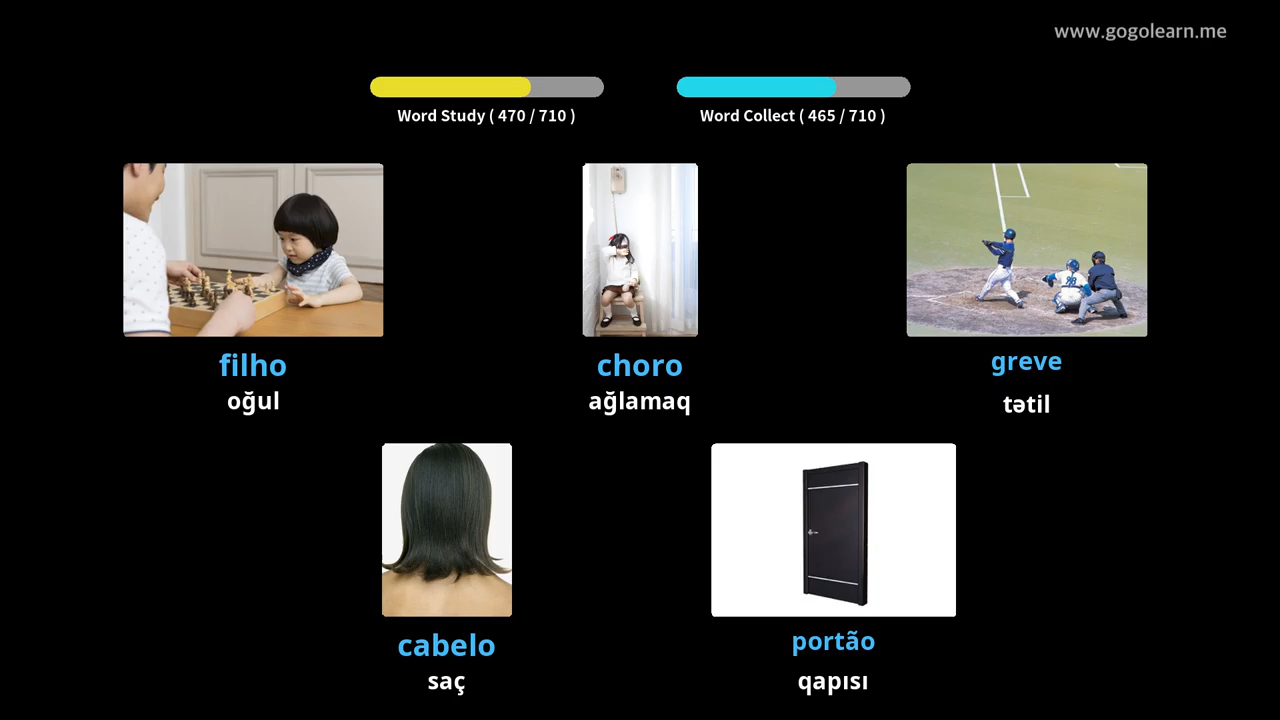 www.gogolearn.me
Word Study ( 470 / 710 )
Word Collect ( 465 / 710 )
filho
oğul
choro
ağlamaq
greve
tətil
cabelo
saç
portão
qapısı